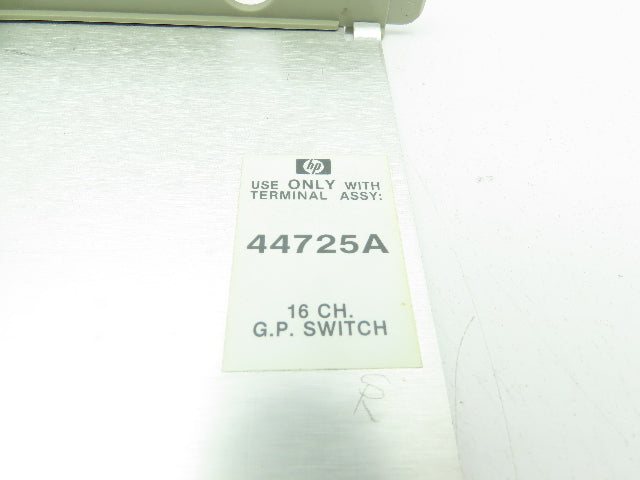 hp
USE ONLY WITH
TERMINAL ASSY:
44725A
16 CH.
G.P. SWITCH